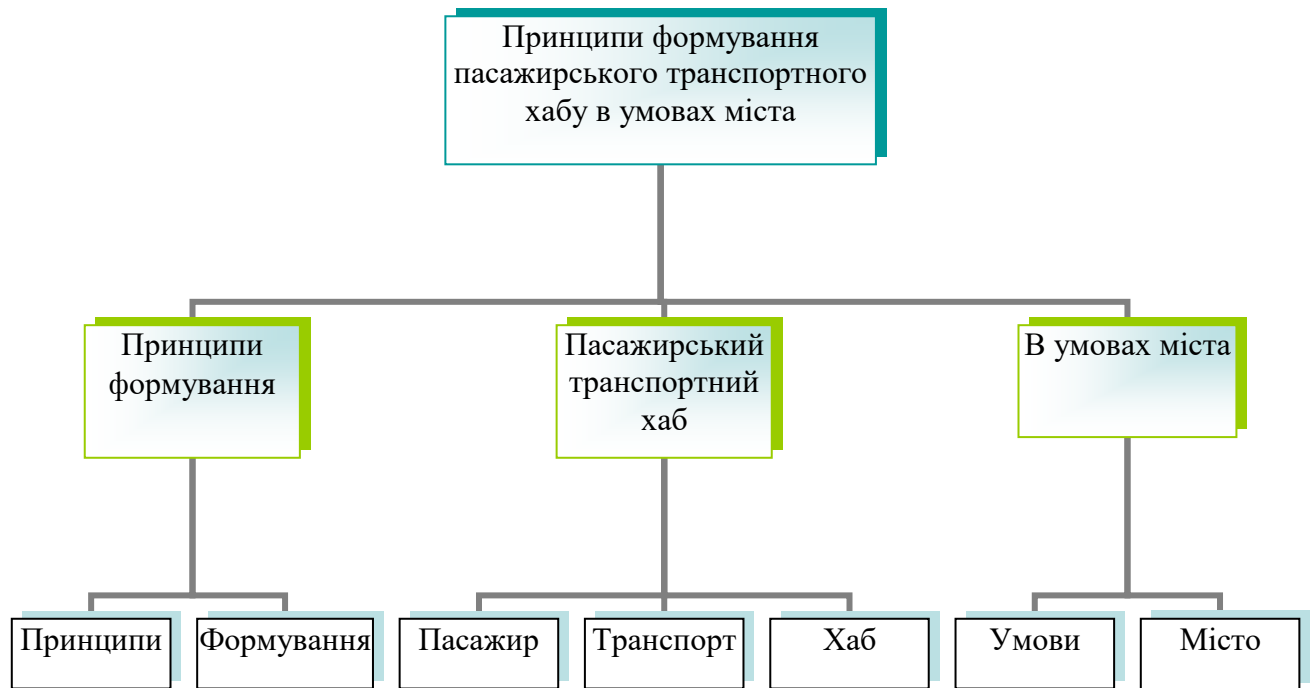 Принципи формування
пасажирського транспортного
хабу в умовах міста
Принципи
формування
Пасажирський
транспортний
хаб
В умовах міста
Принципи
Формування
Пасажир
Транспорт
Хаб
Умови
Місто